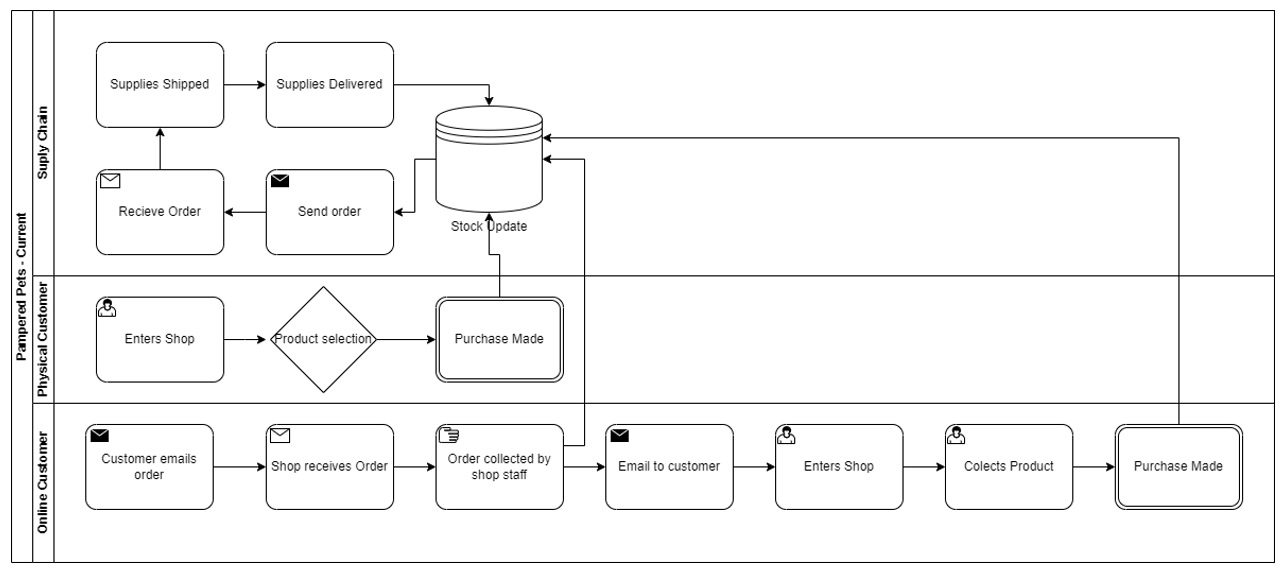 Pampered Pets - Current
Suply Chain
Supplies Shipped
Supplies Delivered
Recieve Order
Send order
Stock Update
Physical Customer
Enters Shop
Product selection
Purchase Made
Online Customer
Customer emails
order
Shop receives Order
Order collected by
shop staff
Email to customer
Enters Shop
Colects Product
Purchase Made